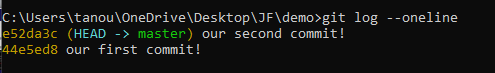 C:\Users\tanou\OneDrive\Desktop\JF\demo>git log --oneline
e52da3c (HEAD -> master) our second commit!
44e5ed8 our first commit!